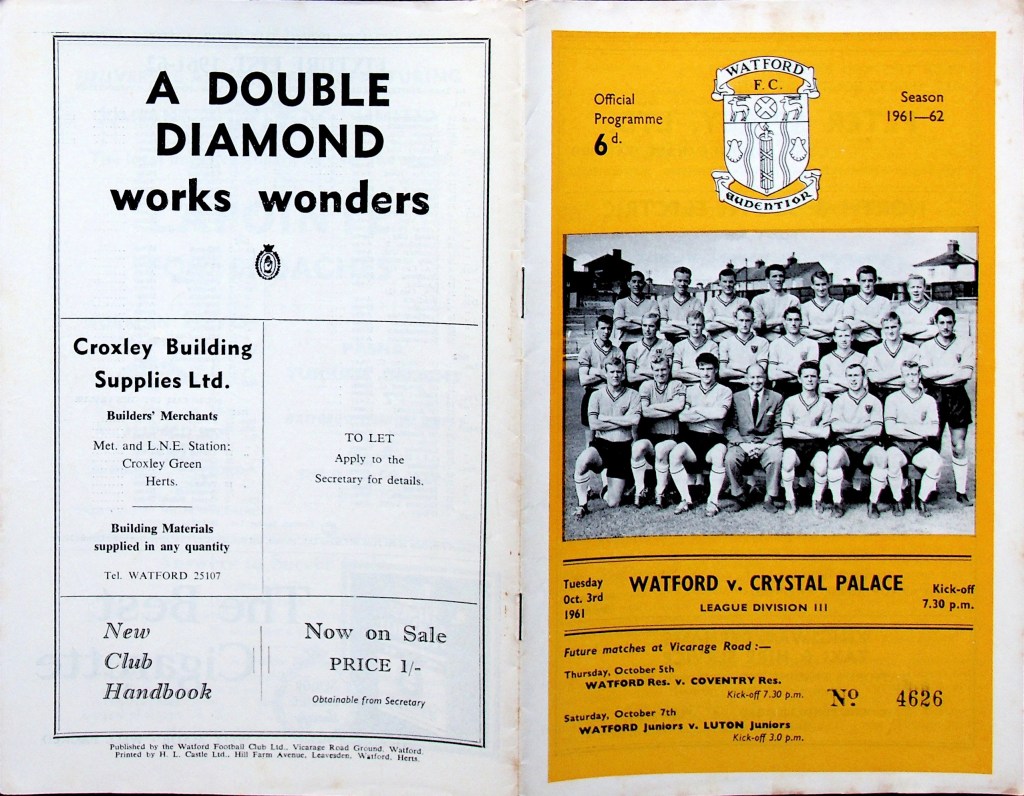 A DOUBLE
DIAMOND
works wonders
Croxley Building
Supplies Ltd.
Builders' Merchants
Met. and L.N.E. Station:
Croxley Green
Herts.
Building Materials
supplied in any quantity
Tel. WATFORD 25107
TO LET
Apply to the
Secretary for details.
New
Club
Handbook
Now on Sale
PRICE 1/-
Obtainable from Secretary
Published by the Watford Football Club Ltd., Vicarage Road Ground, Watford.
Printed by H. L. Castle Ltd., Hill Farm Avenue, Leavesden, Watford, Herts.
Official
Programme
6d.
WATFORD
F.C.
AUDENTIOR
Season
1961—62
Tuesday
Oct. 3rd
1961
WATFORD v. CRYSTAL PALACE
LEAGUE DIVISION III
Kick-off
7.30 p.m.
Future matches at Vicarage Road :—
Thursday, October 5th
WATFORD Res. v. COVENTRY Res.
Kick-off 7.30 p.m.
Saturday, October 7th
WATFORD Juniors v. LUTON Juniors
Kick-off 3.0 p.m.
No. 4626